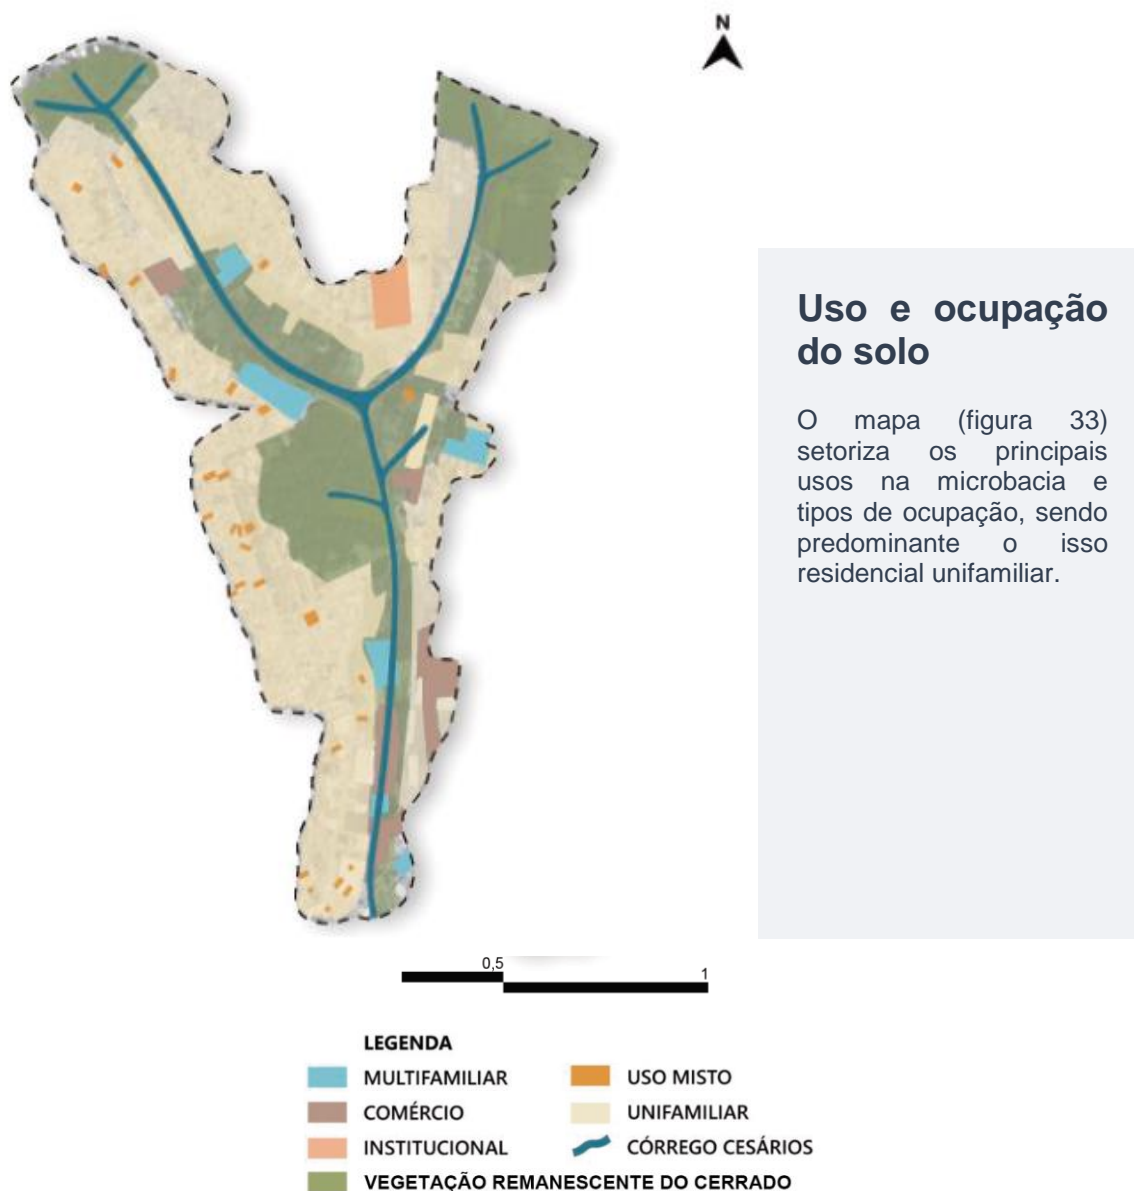 N
Uso e ocupação
do solo
O mapa (figura 33)
setoriza os principais
usos na microbacia e
tipos de ocupação, sendo
predominante o isso
residencial unifamiliar.
0,5 1
LEGENDA
MULTIFAMILIAR USO MISTO
COMÉRCIO UNIFAMILIAR
INSTITUCIONAL CÓRREGO CESÁRIOS
VEGETAÇÃO REMANESCENTE DO CERRADO